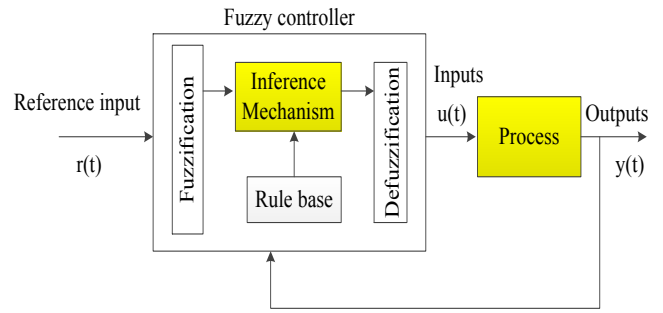 Fuzzy controller
Reference input
r(t)
Fuzzification
Inference
Mechanism
Rule base
Defuzzification
Inputs
u(t)
Process
Outputs
y(t)